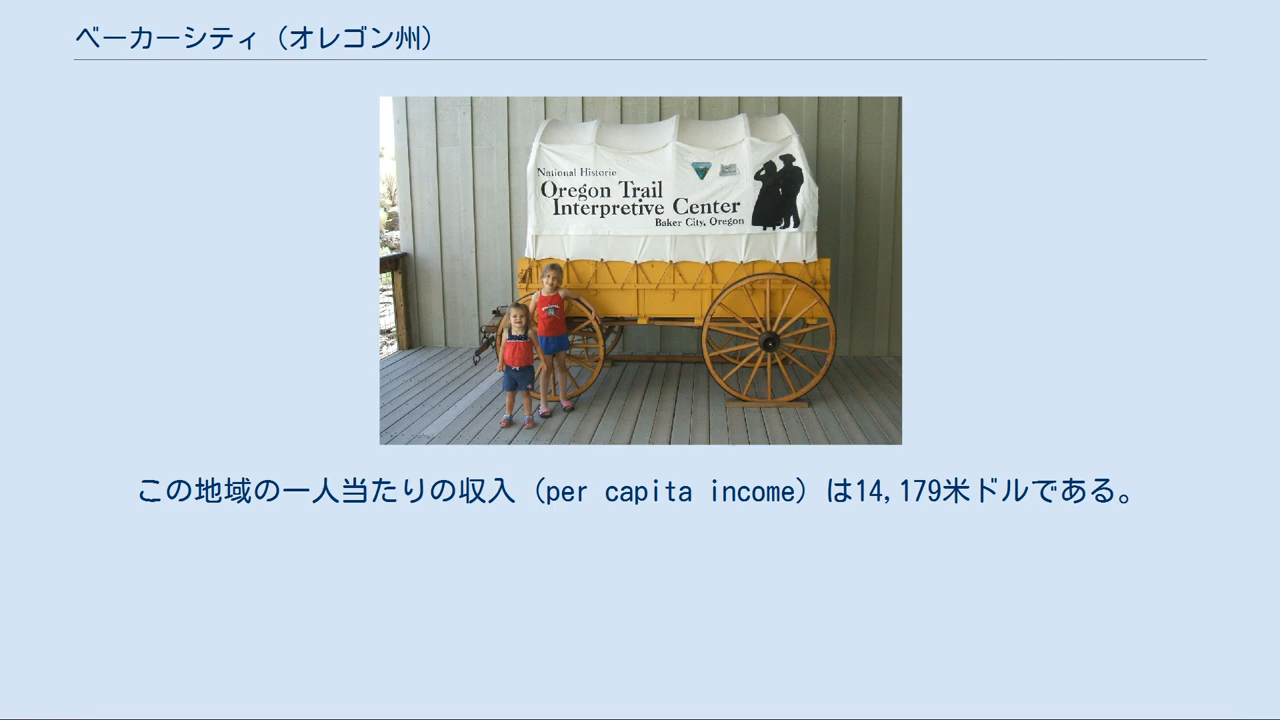 ベーカーシティ（オレゴン州）
National Historic
Oregon Trail
Interpretive Center
Baker City, Oregon
この地域の一人当たりの収入（per capita income）は14,179米ドルである。